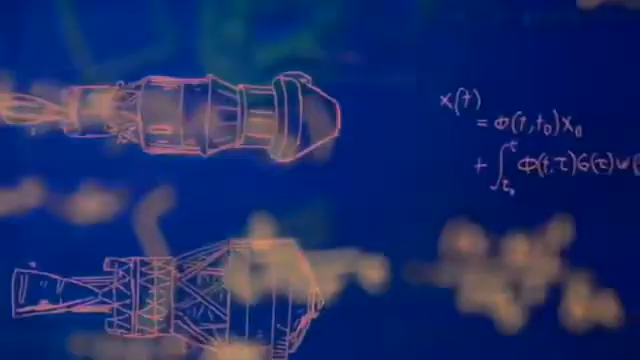 x(t)
= Φ(t,t₀)x₀
+ ∫ Φ(t,τ)G(τ)w(